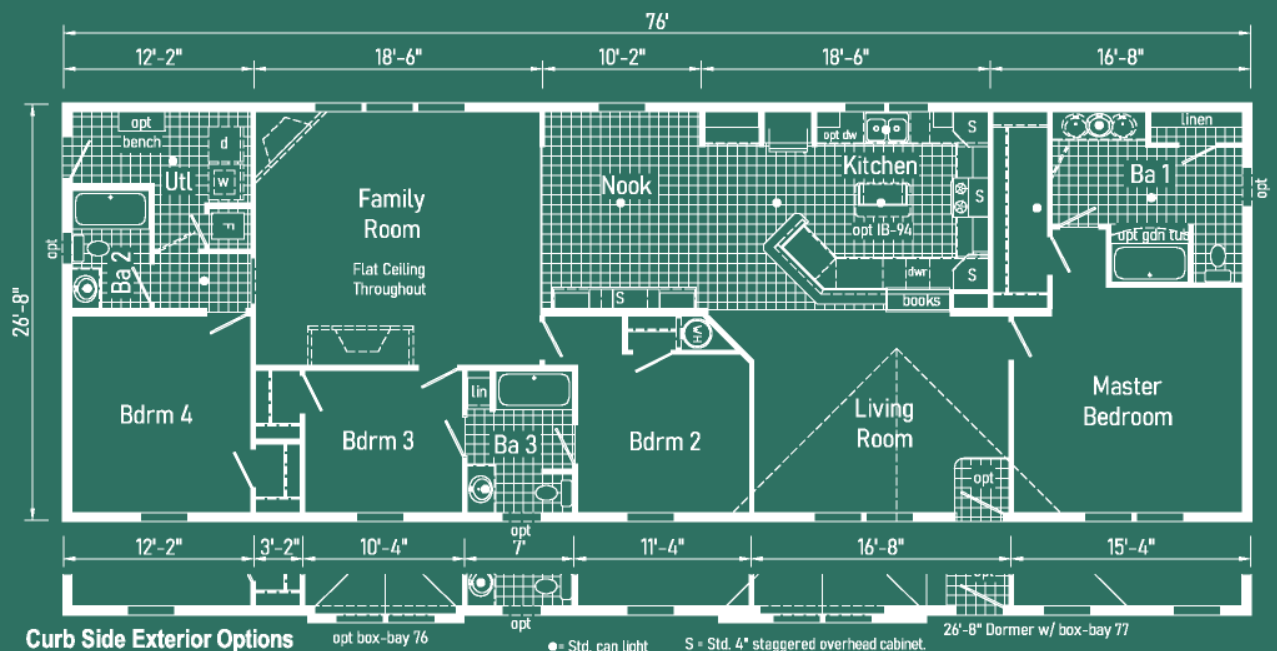 76'
12'-2" 18'-6" 10'-2" 18'-6" 16'-8"
26'-8"
opt
bench
d
w
Utl
F
opt
Ba 2
Family
Room
Flat Ceiling
Throughout
Nook
S
opt dw
S
Kitchen
S
opt IB-94
dwr
S
books
linen
Ba 1
opt
opt gdn tub
WH
Bdrm 4
Bdrm 3
lin
Ba 3
Bdrm 2
Living
Room
opt
Master
Bedroom
opt
12'-2" 3'-2" 10'-4" 7' 11'-4" 16'-8" 15'-4"
opt
Curb Side Exterior Options
opt box-bay 76
opt
= Std. can light
S = Std. 4" staggered overhead cabinet.
26'-8" Dormer w/ box-bay 77